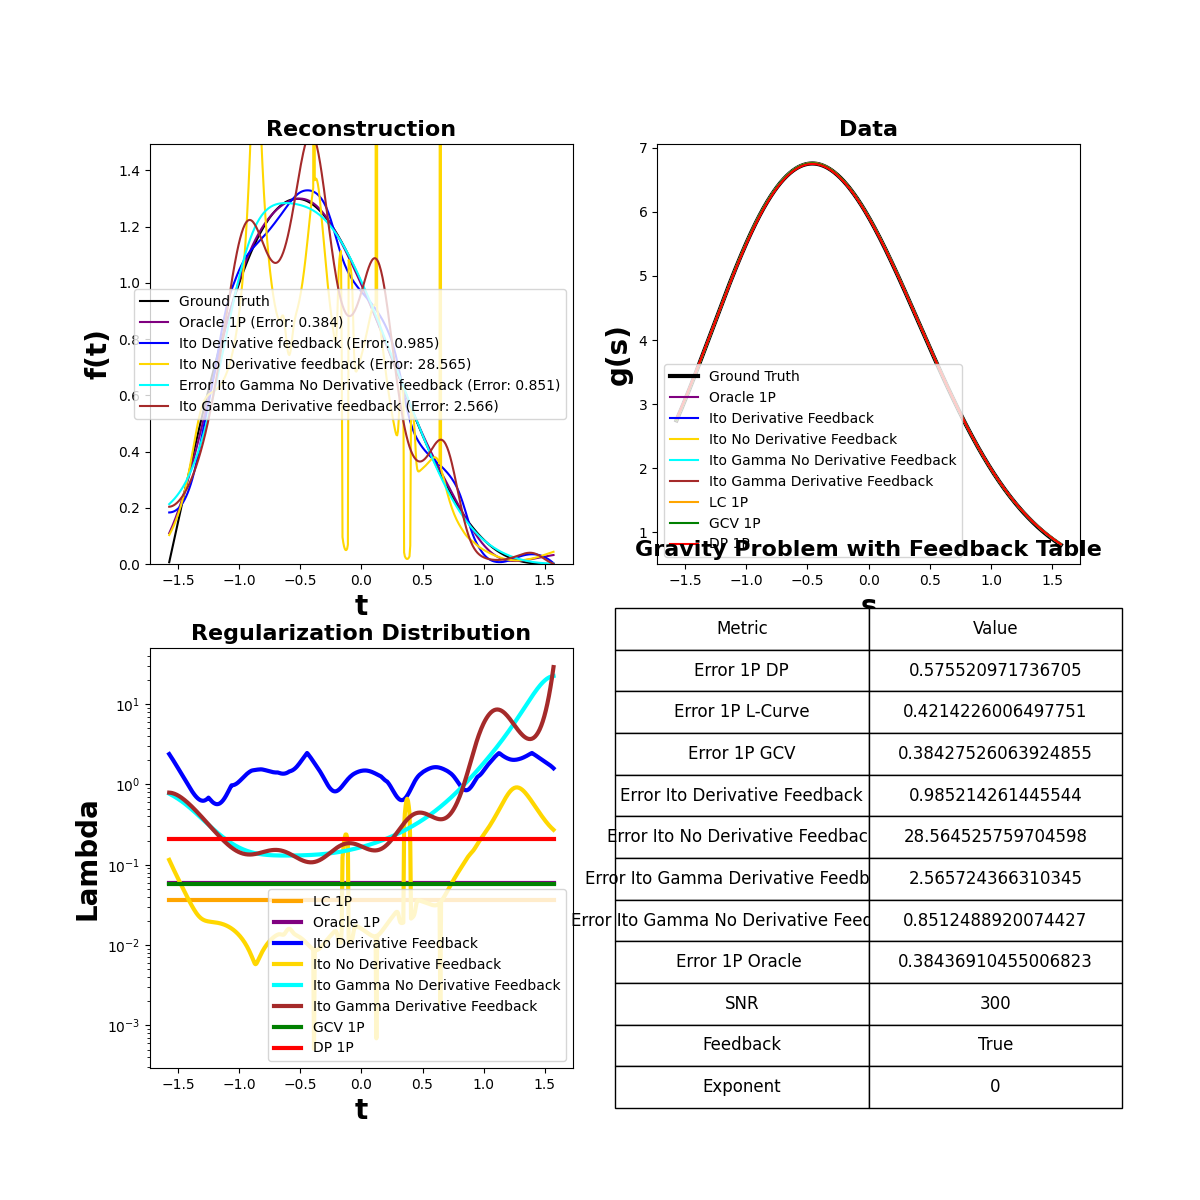 Reconstruction
f(t)
1.4
1.2
1.0
0.8
0.6
0.4
0.2
0.0
Ground Truth
Oracle 1P (Error: 0.384)
Ito Derivative feedback (Error: 0.985)
Ito No Derivative feedback (Error: 28.565)
Error Ito Gamma No Derivative feedback (Error: 0.851)
Ito Gamma Derivative feedback (Error: 2.566)
−1.5 −1.0 −0.5 0.0 0.5 1.0 1.5
t
Data
g(s)
7
6
5
4
3
2
1
Ground Truth
Oracle 1P
Ito Derivative Feedback
Ito No Derivative Feedback
Ito Gamma No Derivative Feedback
Ito Gamma Derivative Feedback
LC 1P
GCV 1P
DP 1P
−1.5 −1.0 −0.5 0.0 0.5 1.0 1.5
s
Regularization Distribution
Lambda
10^1
10^0
10^−1
10^−2
10^−3
LC 1P
Oracle 1P
Ito Derivative Feedback
Ito No Derivative Feedback
Ito Gamma No Derivative Feedback
Ito Gamma Derivative Feedback
GCV 1P
DP 1P
−1.5 −1.0 −0.5 0.0 0.5 1.0 1.5
t
Gravity Problem with Feedback Table
Metric Value
Error 1P DP 0.575520971736705
Error 1P L-Curve 0.4214226006497751
Error 1P GCV 0.38427526063924855
Error Ito Derivative Feedback 0.985214261445544
Error Ito No Derivative Feedbac 28.564525759704598
Error Ito Gamma Derivative Feedb 2.565724366310345
Error Ito Gamma No Derivative Feed 0.8512488920074427
Error 1P Oracle 0.38436910455006823
SNR 300
Feedback True
Exponent 0